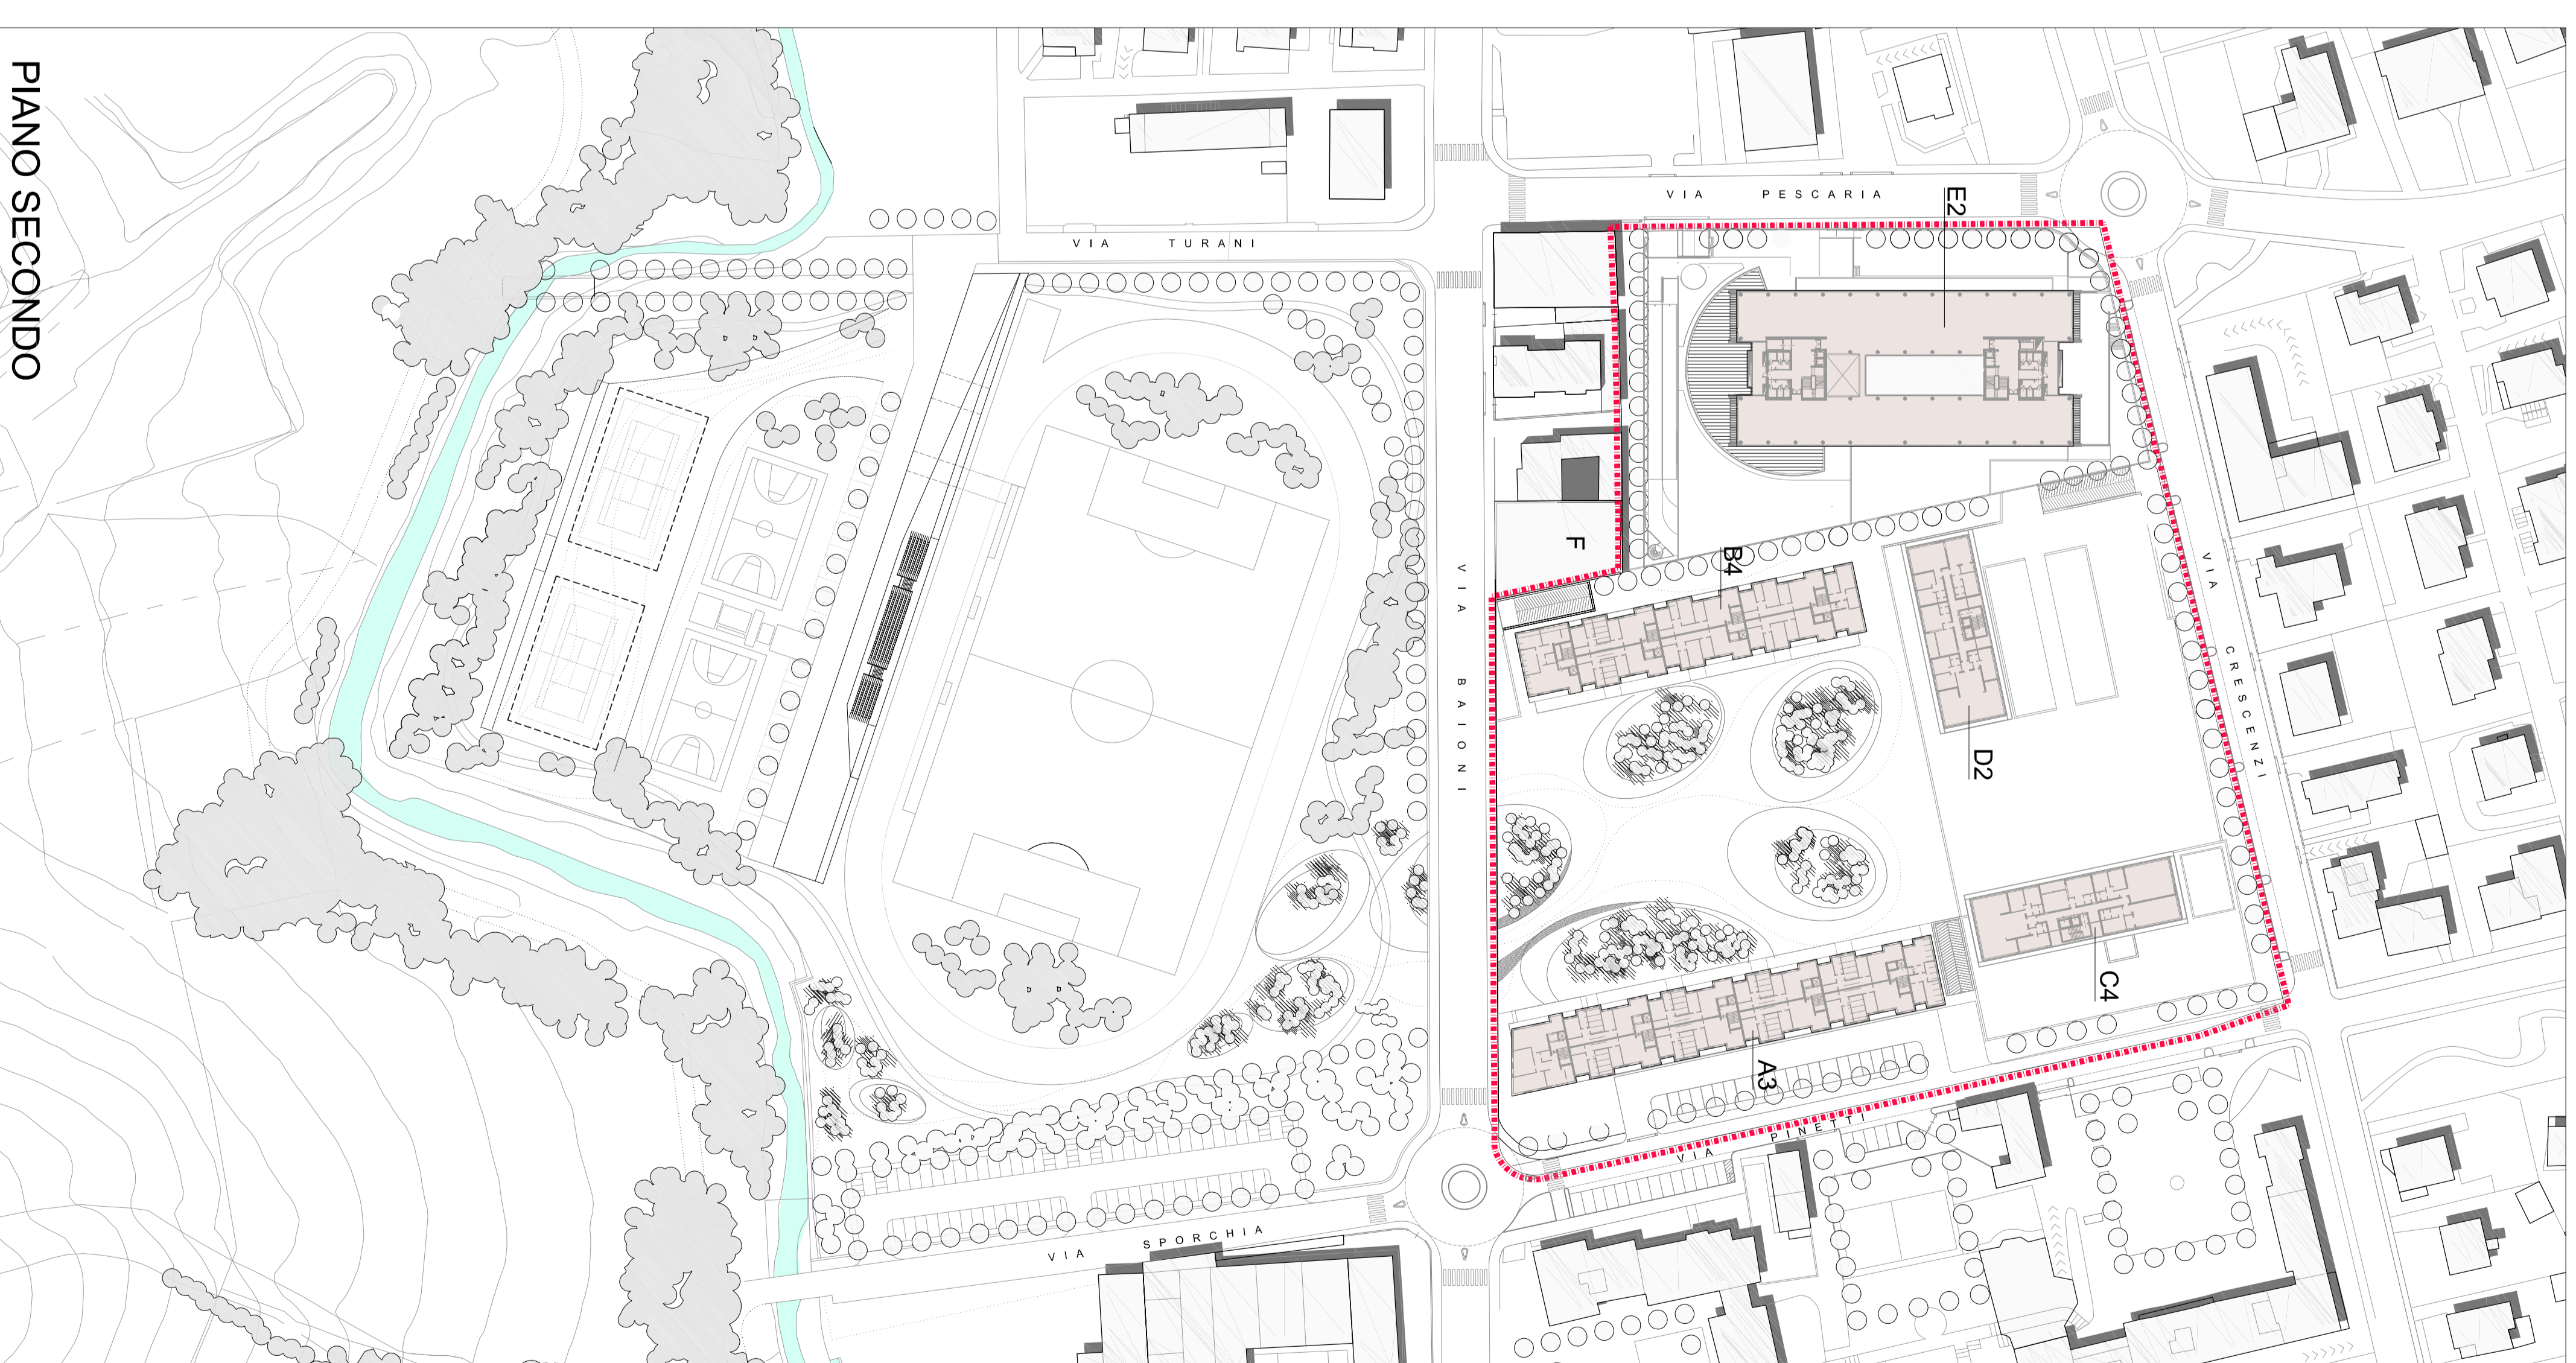 PIANO SECONDO
VIA PESCARIA
E2
VIA TURANI
F
B4
VIA BAIONI
VIA CRESCENZI
D2
C4
A3
VIA PINETTI
VIA SPORCHIA